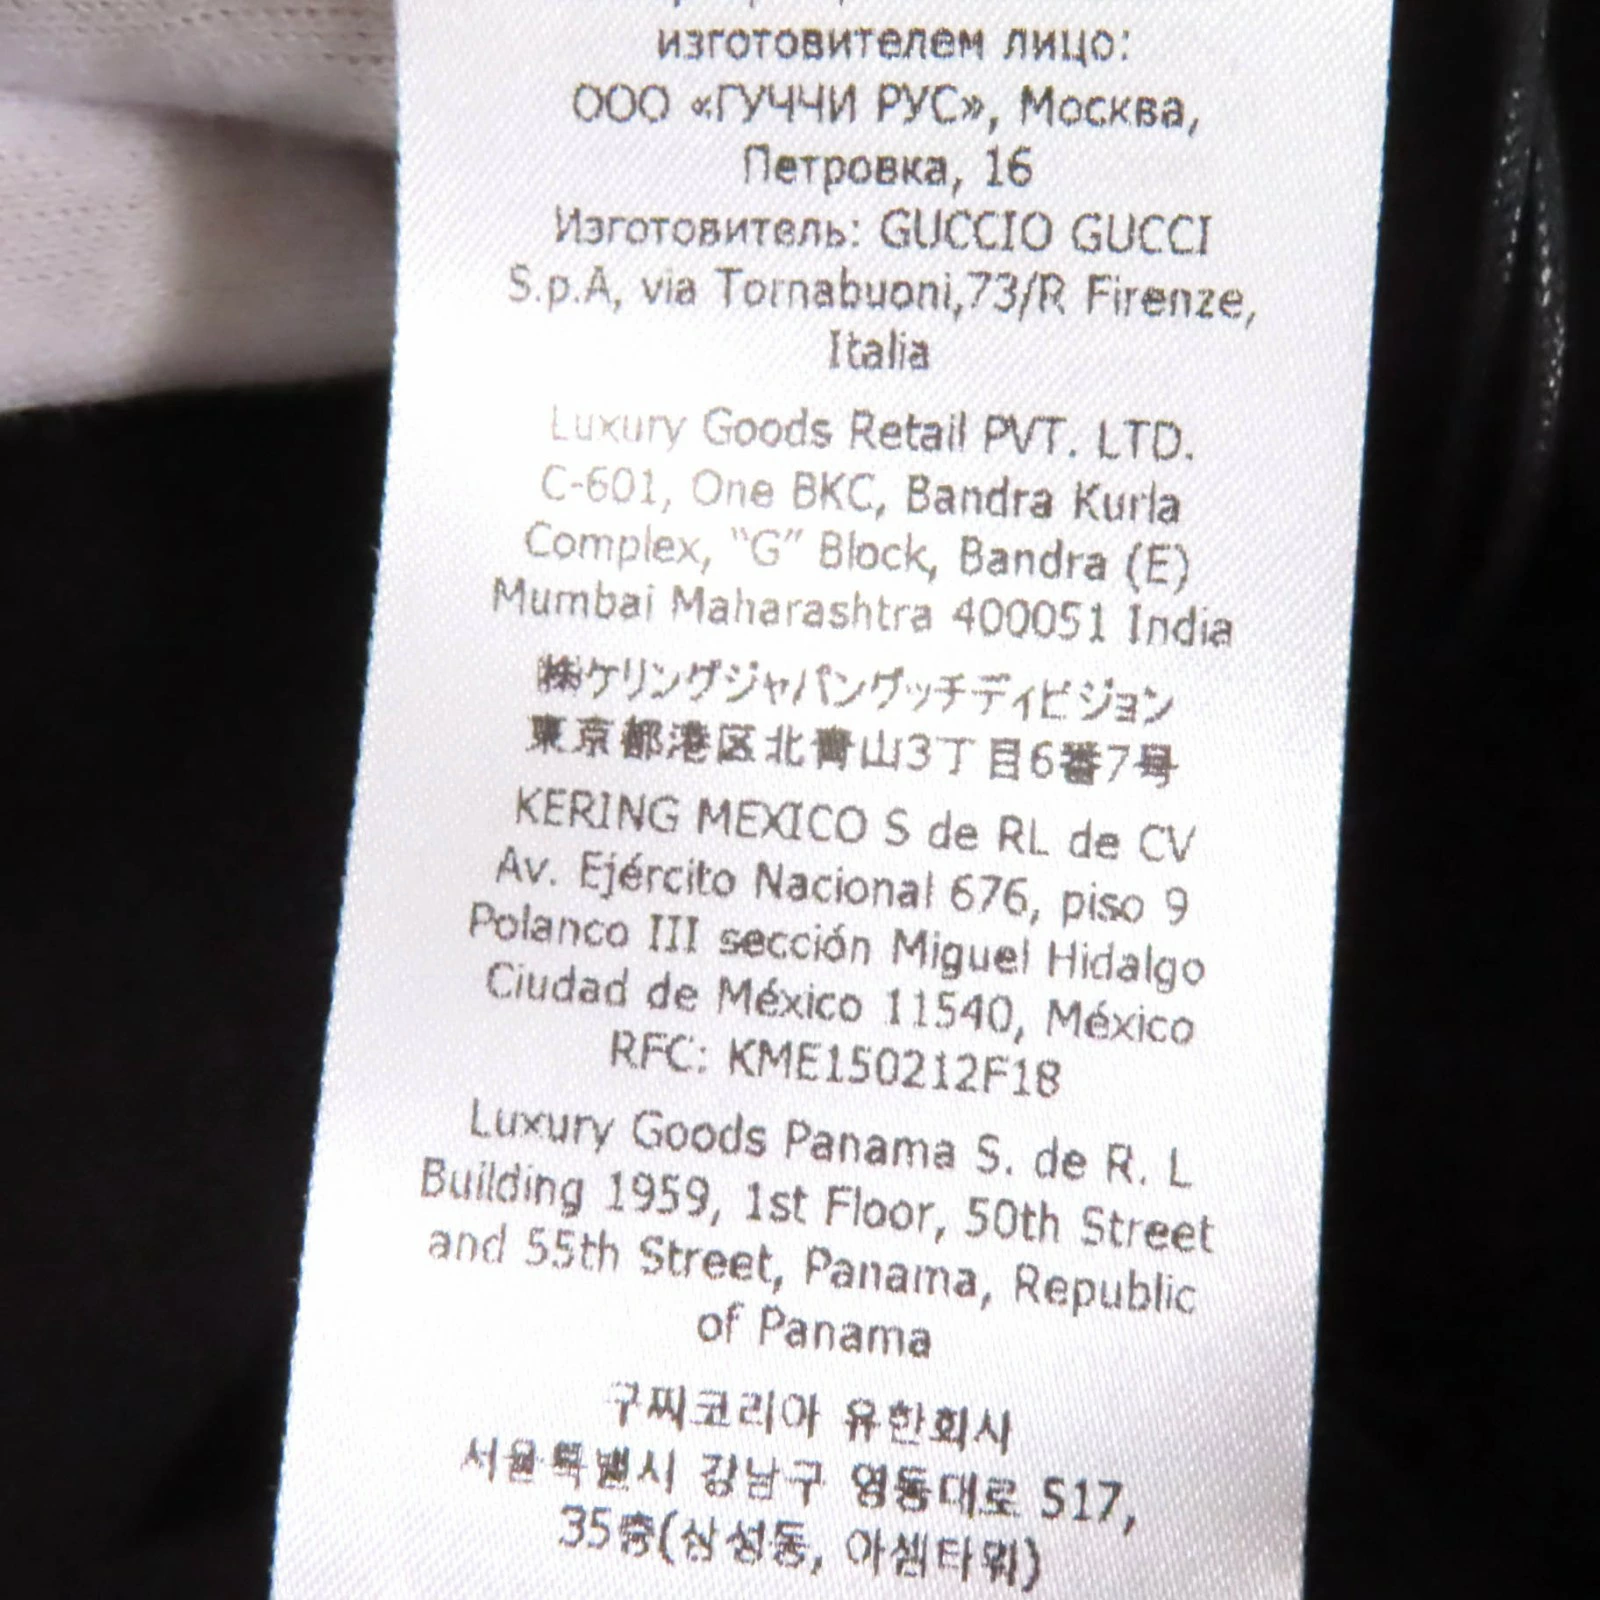 изготовителем лицо:
ООО «ГУЧЧИ РУС», Москва,
Петровка, 16
Изготовитель: GUCCIO GUCCI
S.p.A, via Tornabuoni,73/R Firenze,
Italia
Luxury Goods Retail PVT. LTD.
C-601, One BKC, Bandra Kurla
Complex, “G” Block, Bandra (E)
Mumbai Maharashtra 400051 India
㈱ケリングジャパングッチディビジョン
東京都港区北青山3丁目6番7号
KERING MEXICO S de RL de CV
Av. Ejército Nacional 676, piso 9
Polanco III sección Miguel Hidalgo
Ciudad de México 11540, México
RFC: KME150212F18
Luxury Goods Panama S. de R. L
Building 1959, 1st Floor, 50th Street
and 55th Street, Panama, Republic
of Panama
구찌코리아 유한회사
서울특별시 강남구 영동대로 517,
35층(삼성동, 아셈타워)